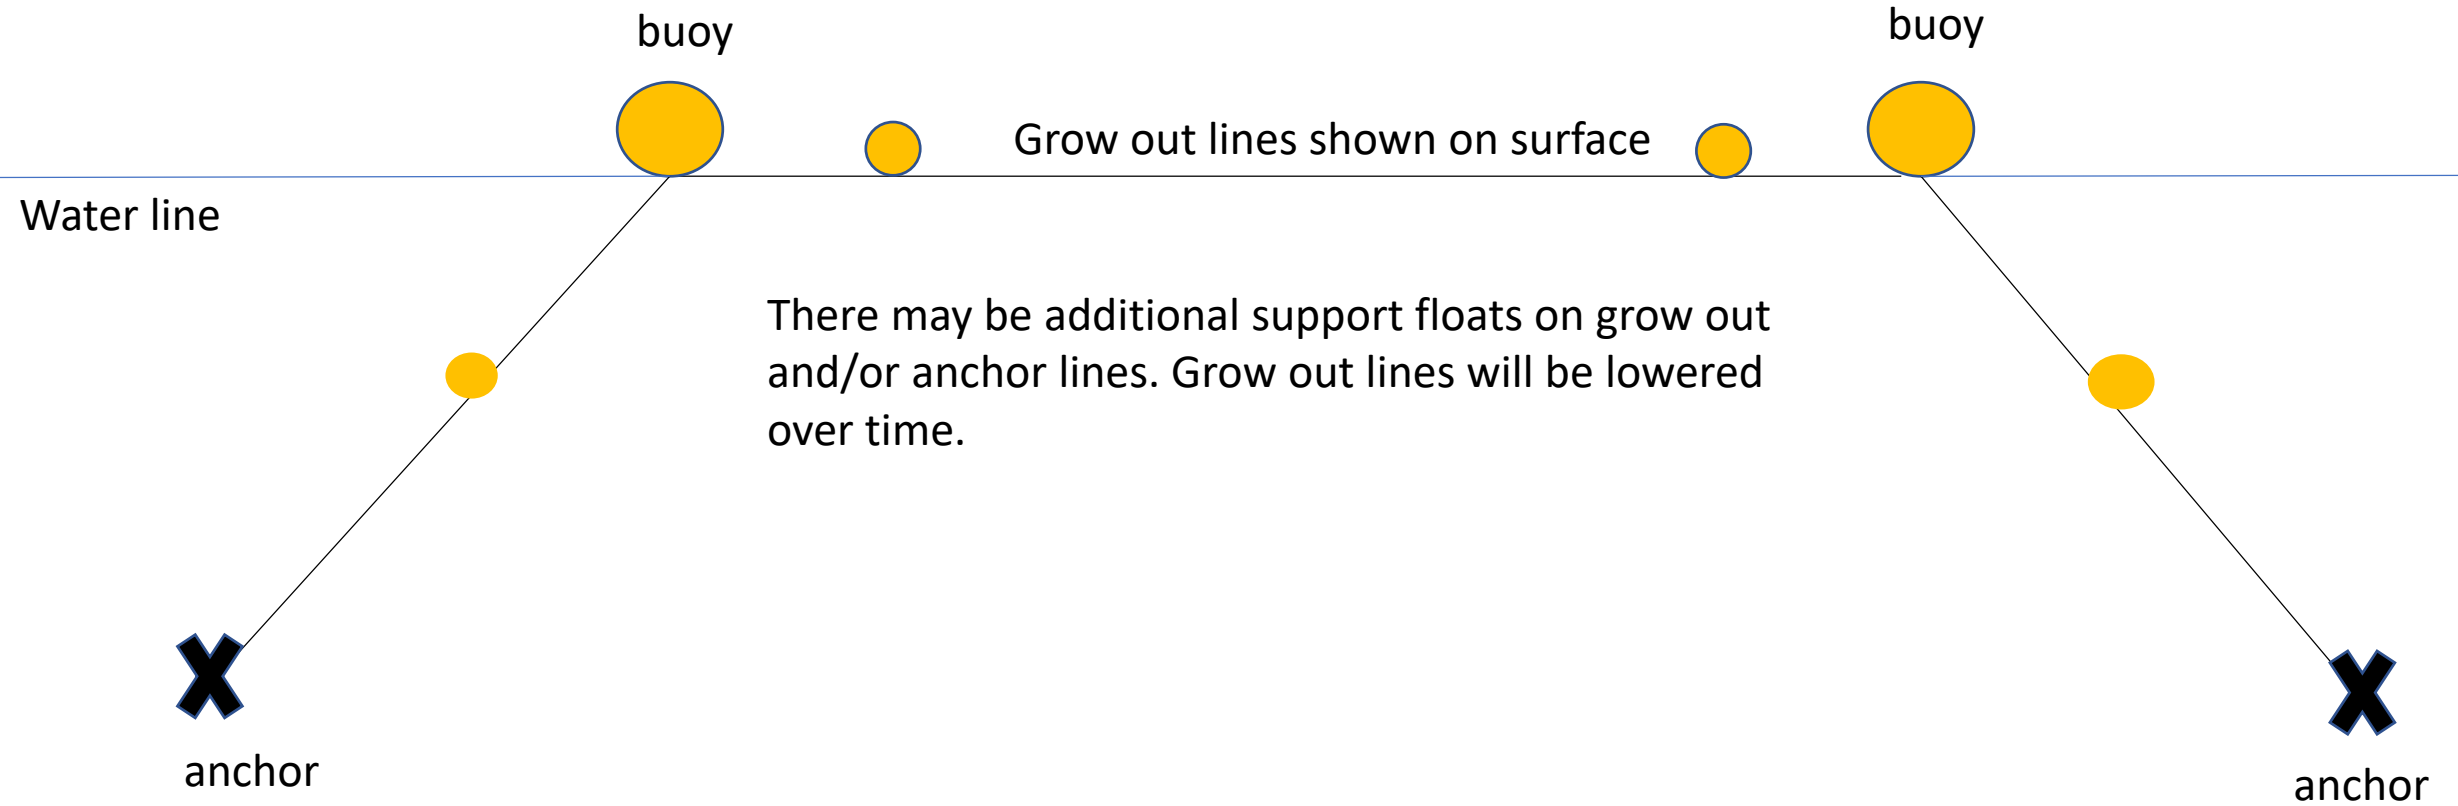 buoy
buoy
Grow out lines shown on surface
Water line
There may be additional support floats on grow out
and/or anchor lines. Grow out lines will be lowered
over time.
anchor
anchor